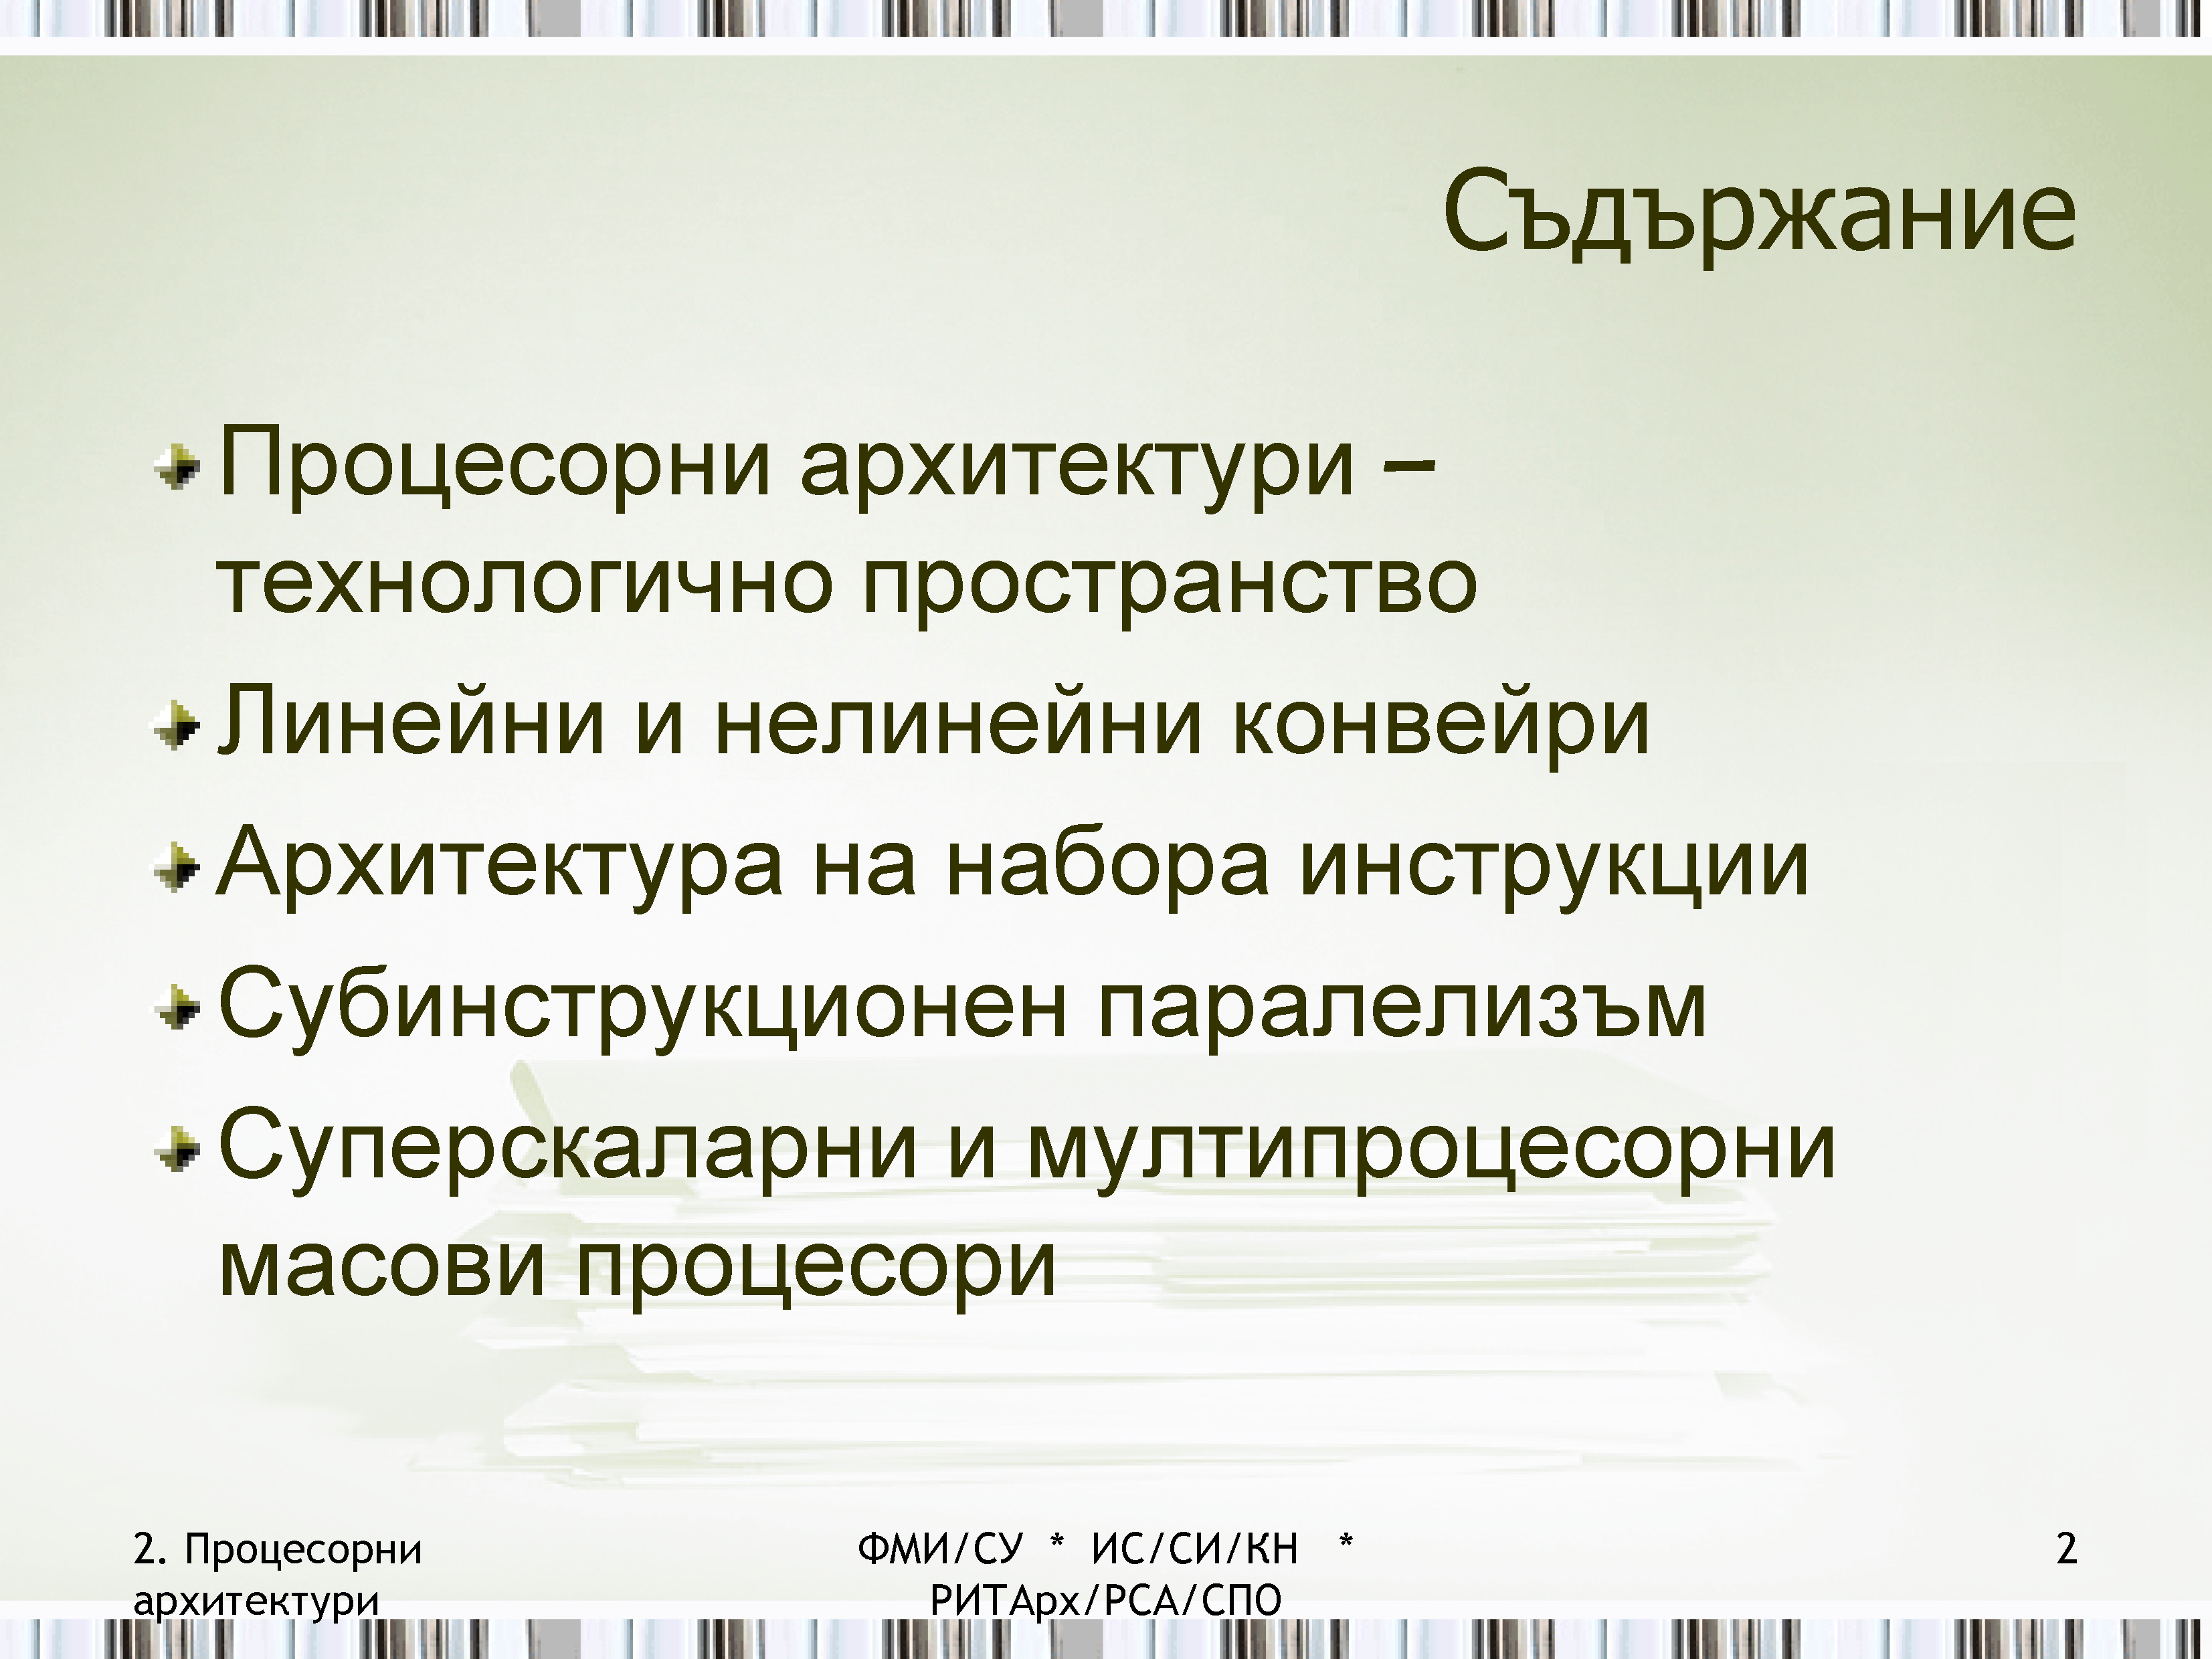 Съдържание
Процесорни архитектури –
технологично пространство
Линейни и нелинейни конвейри
Архитектура на набора инструкции
Субинструкционен паралелизъм
Суперскаларни и мултипроцесорни
масови процесори
2. Процесорни
архитектури
ФМИ/СУ * ИС/СИ/КН *
РИТАрх/РСА/СПО
2